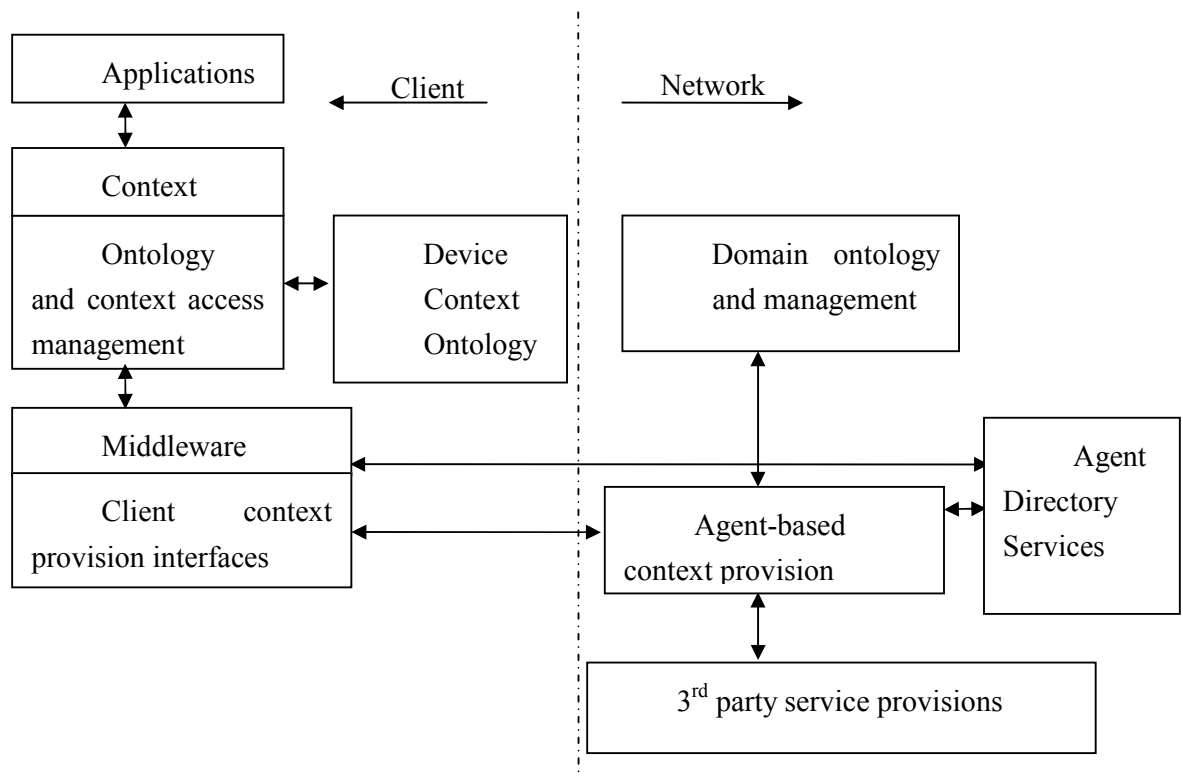 Applications
Client
Network
Context
Ontology
and context access
management
Device
Context
Ontology
Domain ontology
and management
Middleware
Client context
provision interfaces
Agent-based
context provision
Agent
Directory
Services
3rd party service provisions